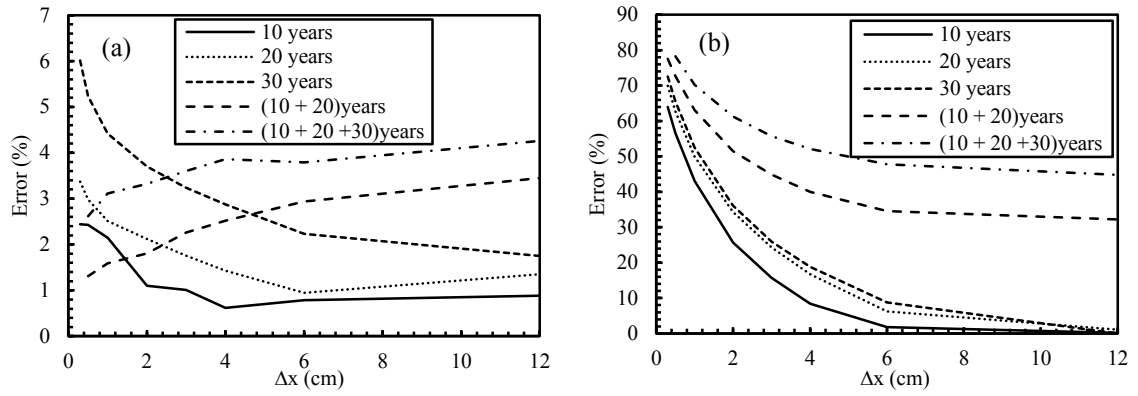 (a)
10 years
20 years
30 years
(10 + 20)years
(10 + 20 +30)years
Error (%)
7
6
5
4
3
2
1
0
0 2 4 6 8 10 12
Δx (cm)
(b)
10 years
20 years
30 years
(10 + 20)years
(10 + 20 +30)years
Error (%)
90
80
70
60
50
40
30
20
10
0
0 2 4 6 8 10 12
Δx (cm)